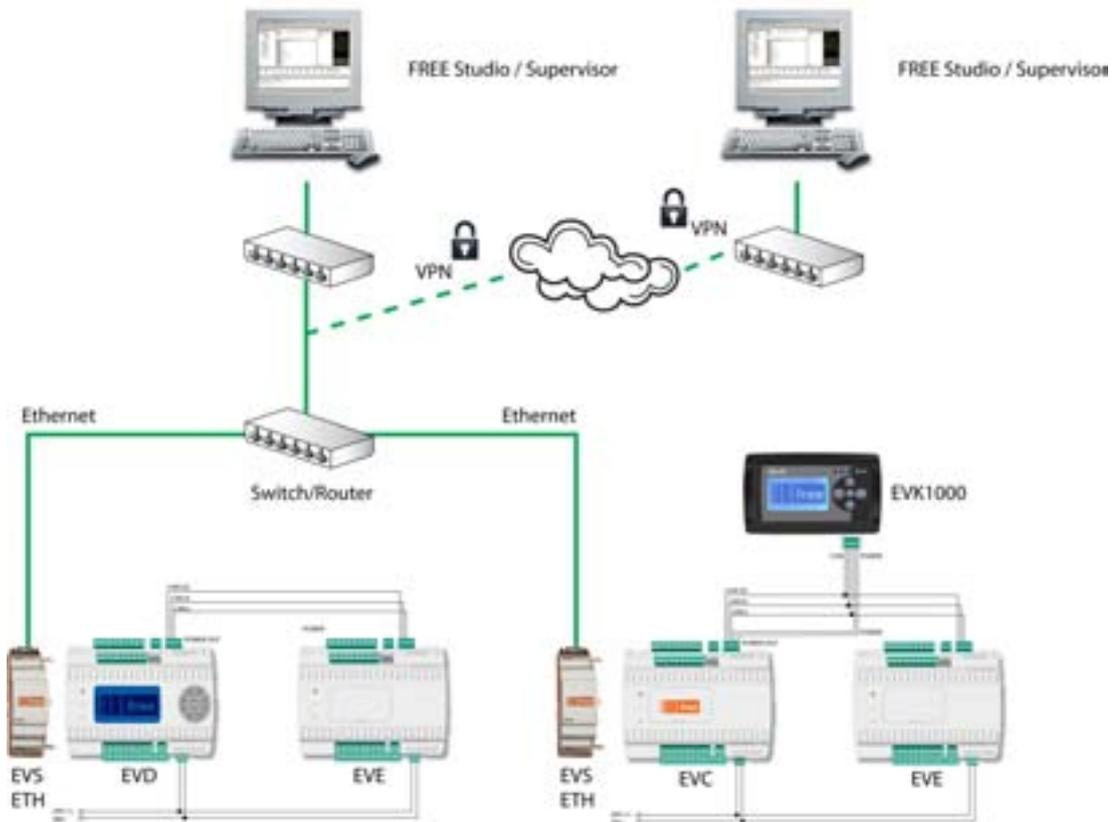 FREE Studio / Supervisor
FREE Studio / Supervisor
VPN
VPN
Ethernet
Ethernet
Switch/Router
EVK1000
EVS
ETH
EVD
EVE
EVS
ETH
EVC
EVE